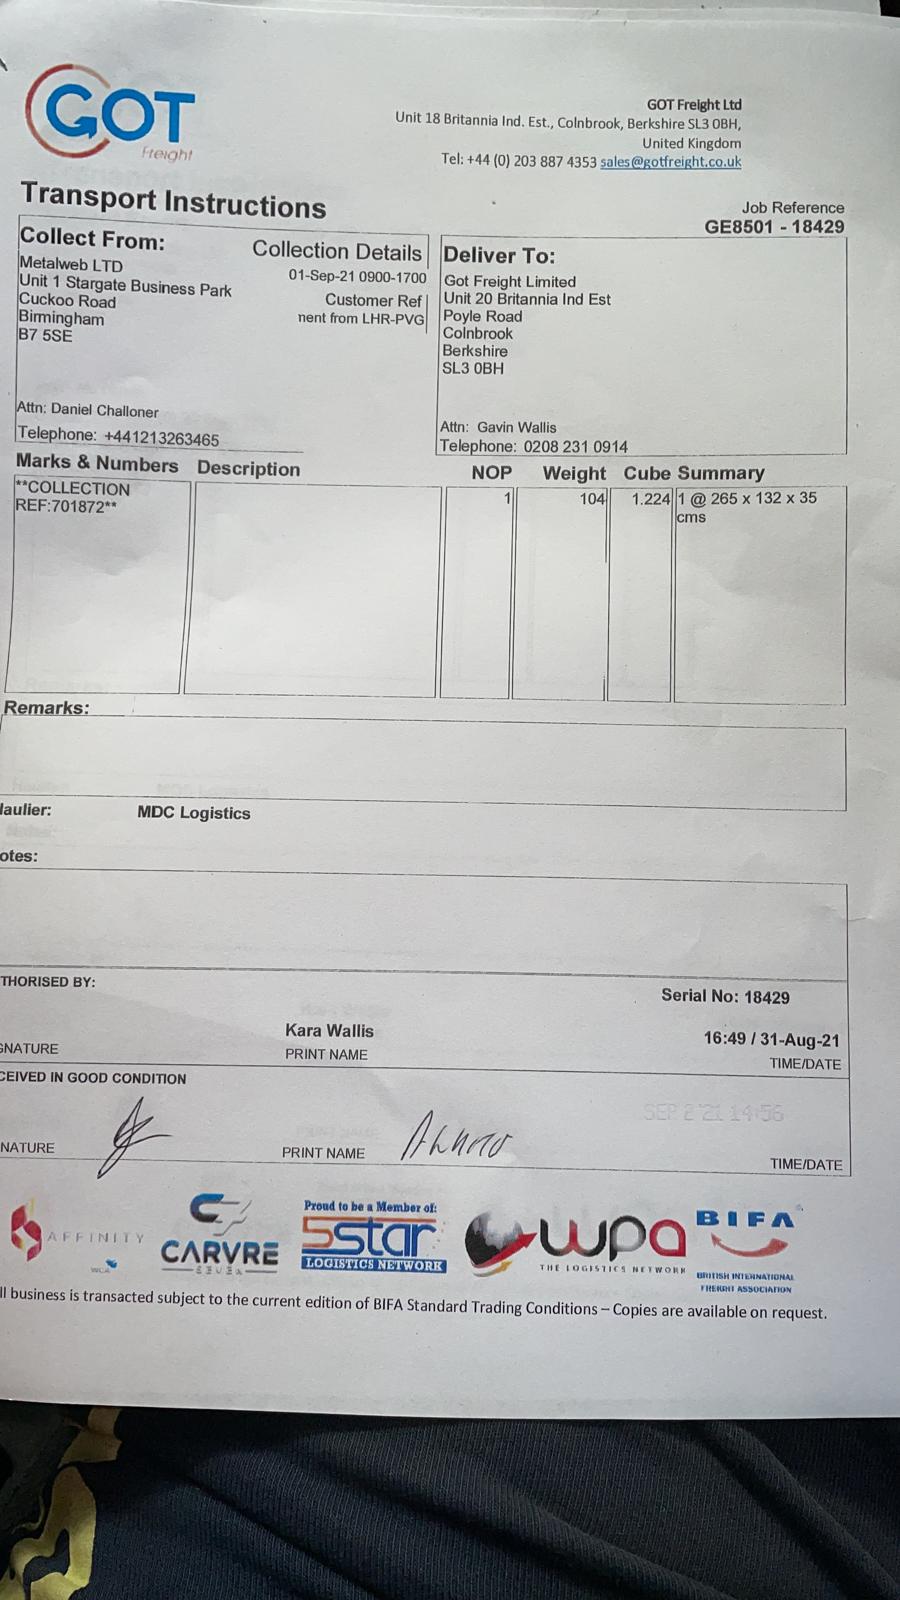 GOT
Freight
GOT Freight Ltd
Unit 18 Britannia Ind. Est., Colnbrook, Berkshire SL3 0BH,
United Kingdom
Tel: +44 (0) 203 887 4353 sales@gotfreight.co.uk
Transport Instructions
Job Reference
GE8501 - 18429
Collect From:
Metalweb LTD
Unit 1 Stargate Business Park
Cuckoo Road
Birmingham
B7 5SE
Attn: Daniel Challoner
Telephone: +441213263465
Collection Details
01-Sep-21 0900-1700
Customer Ref
nent from LHR-PVG
Deliver To:
Got Freight Limited
Unit 20 Britannia Ind Est
Poyle Road
Colnbrook
Berkshire
SL3 0BH
Attn: Gavin Wallis
Telephone: 0208 231 0914
Marks & Numbers Description NOP Weight Cube Summary
**COLLECTION
REF:701872**
1 104 1.224 1 @ 265 x 132 x 35
cms
Remarks:
laulier: MDC Logistics
otes:
THORISED BY:
Serial No: 18429
Kara Wallis 16:49 / 31-Aug-21
GNATURE PRINT NAME TIME/DATE
CEIVED IN GOOD CONDITION
SEP 2 '21 14:56
NATURE PRINT NAME TIME/DATE
AFFINITY
WCA
CARVRE
SEVEN
Proud to be a Member of:
5star
LOGISTICS NETWORK
wpa
THE LOGISTICS NETWORK
BIFA
BRITISH INTERNATIONAL
FREIGHT ASSOCIATION
ll business is transacted subject to the current edition of BIFA Standard Trading Conditions – Copies are available on request.